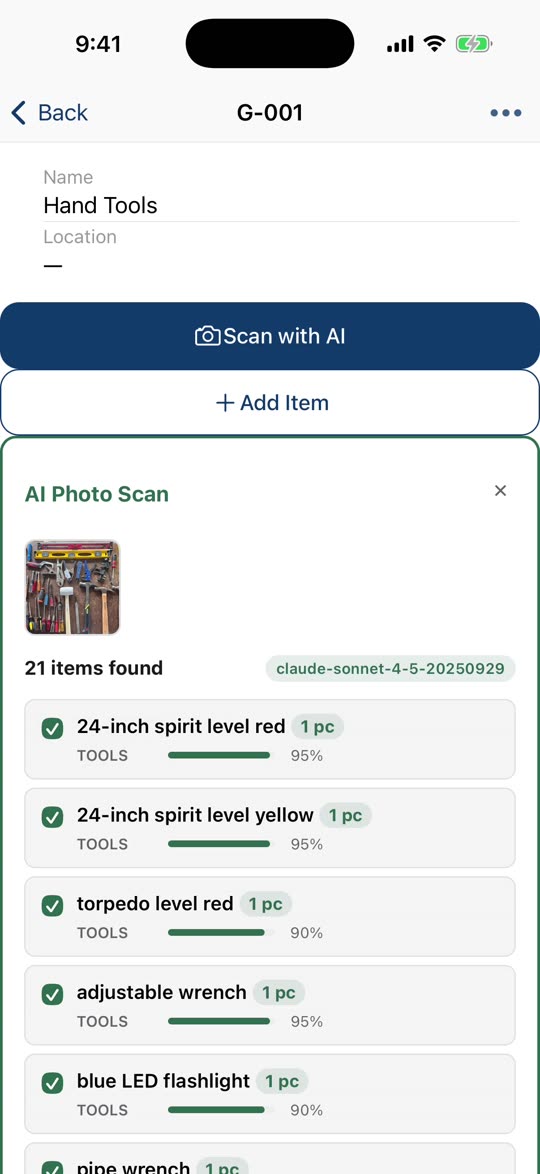 9:41
Back
G-001
Name
Hand Tools
Location
—
Scan with AI
+ Add Item
AI Photo Scan
×
21 items found
claude-sonnet-4-5-20250929
24-inch spirit level red 1 pc
TOOLS 95%
24-inch spirit level yellow 1 pc
TOOLS 95%
torpedo level red 1 pc
TOOLS 90%
adjustable wrench 1 pc
TOOLS 95%
blue LED flashlight 1 pc
TOOLS 90%
pipe wrench 1 pc